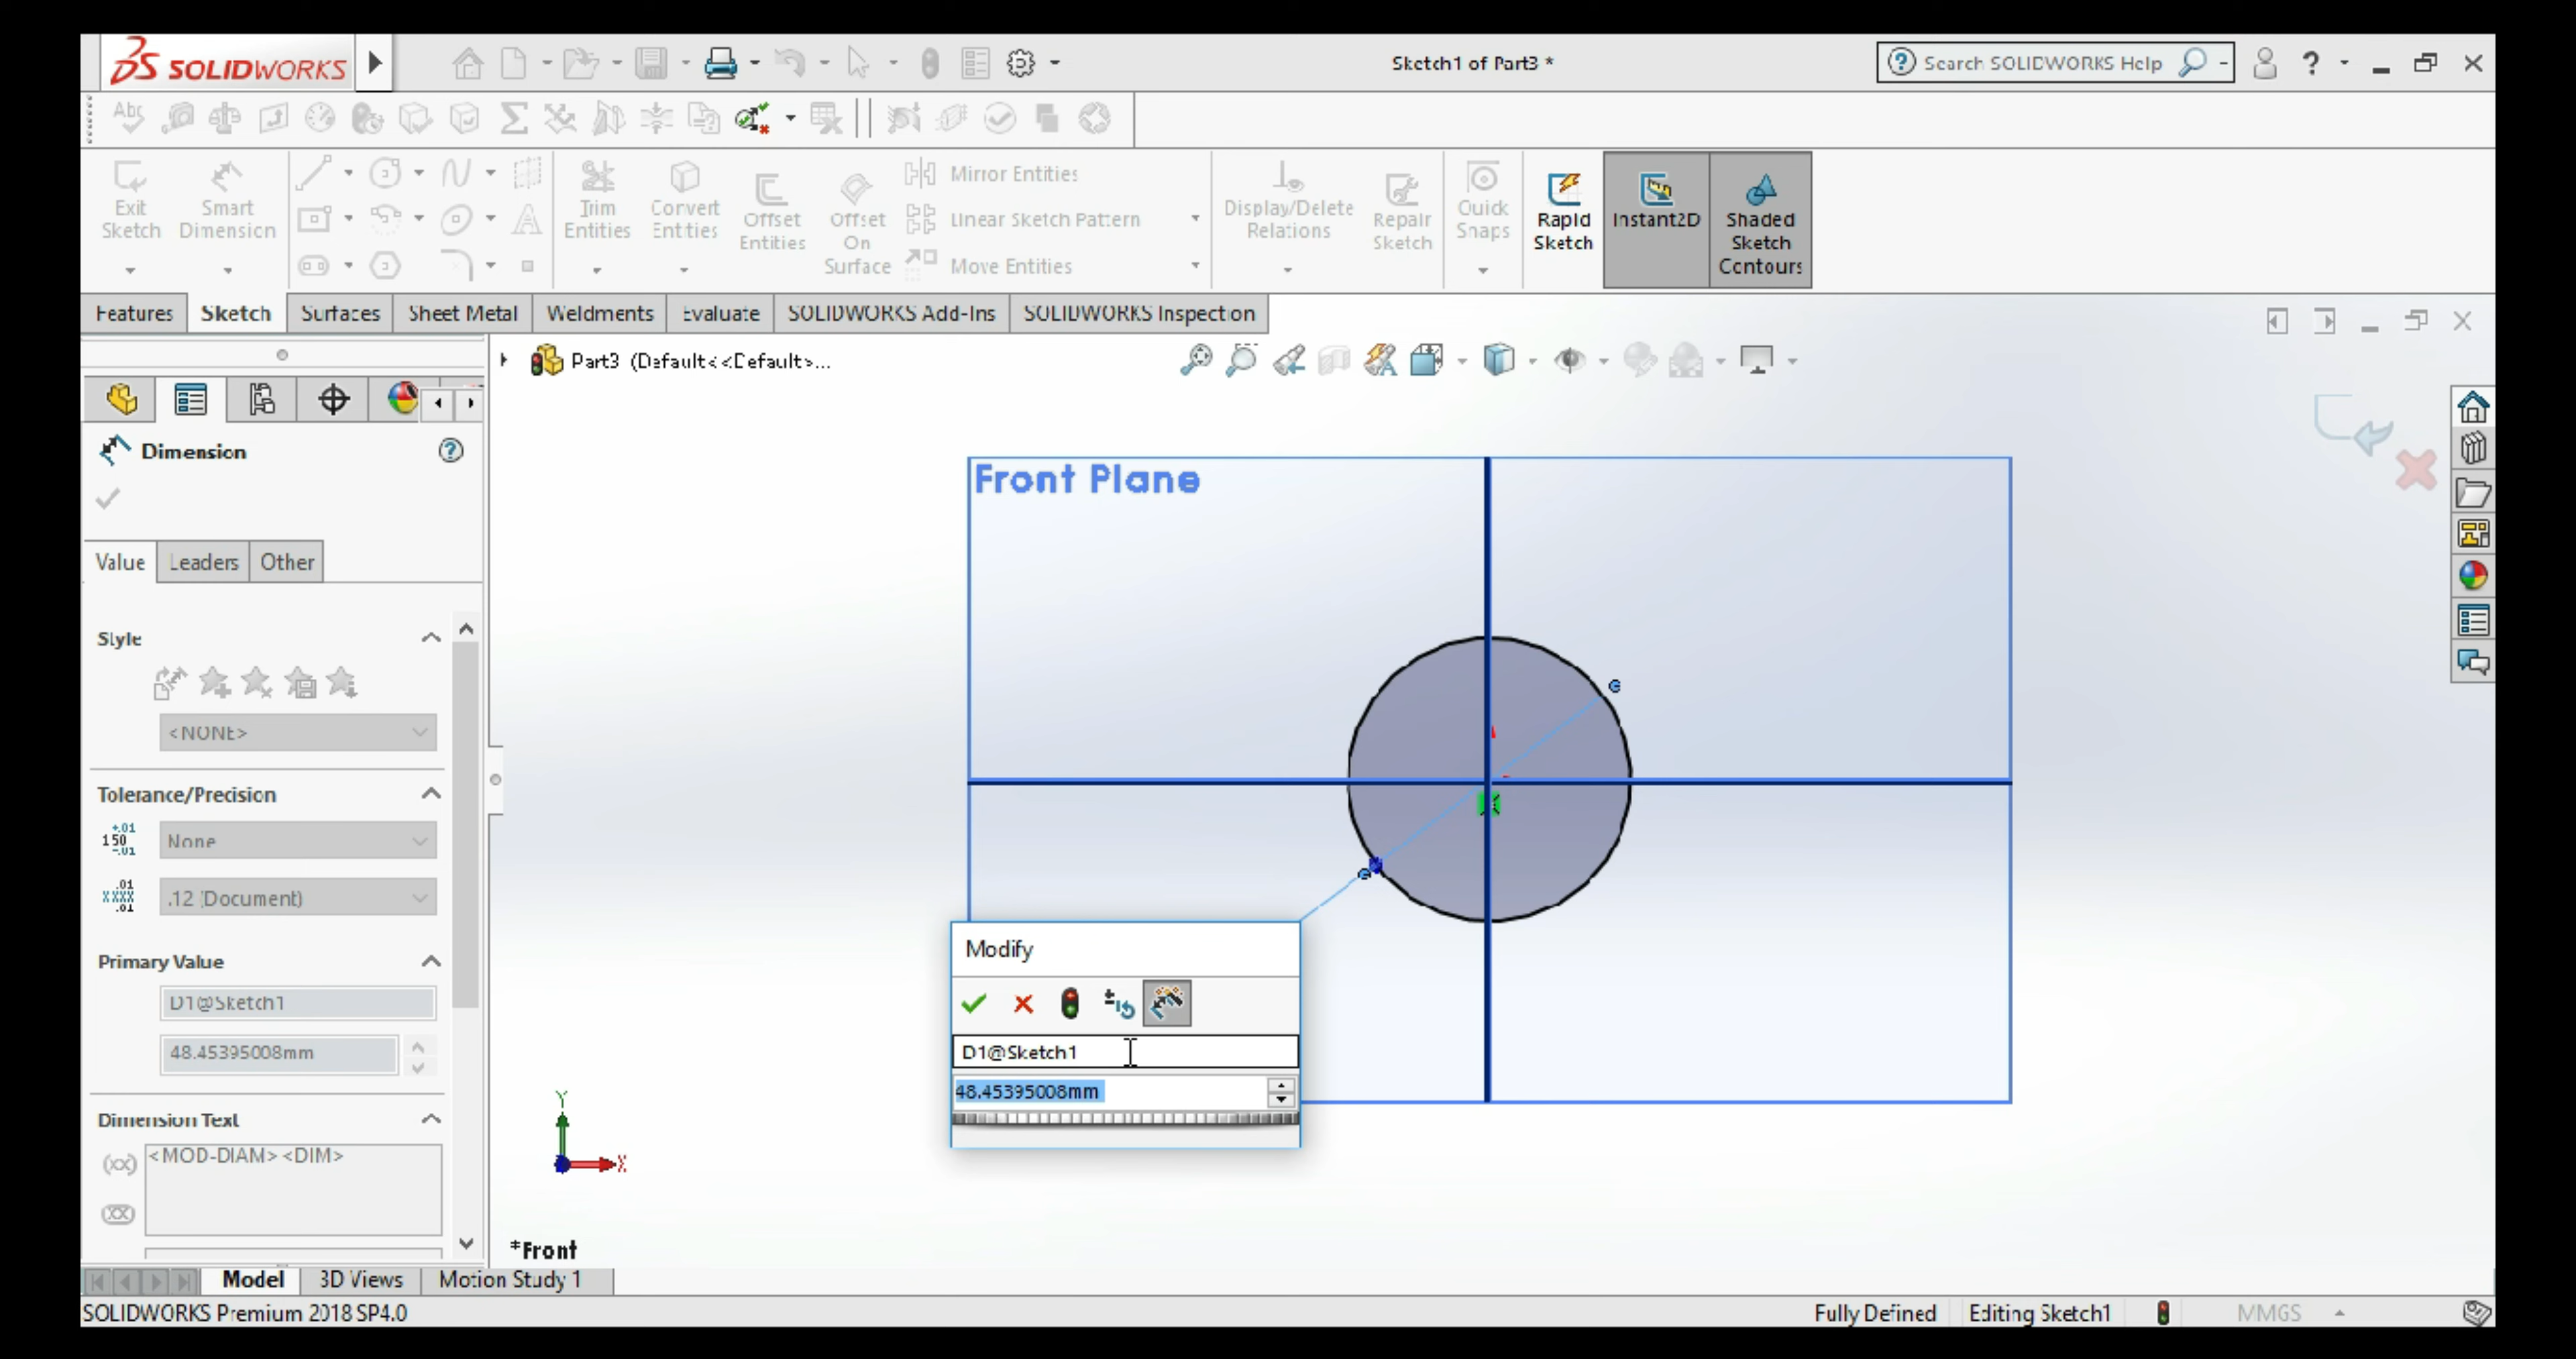 SOLIDWORKS
Sketch1 of Part3 *
Search SOLIDWORKS Help
Abc
Exit Sketch
Smart Dimension
Trim Entities
Convert Entities
Offset Entities
Offset On Surface
Mirror Entities
Linear Sketch Pattern
Move Entities
Display/Delete Relations
Repair Sketch
Quick Snaps
Rapid Sketch
Instant2D
Shaded Sketch Contours
Features Sketch Surfaces Sheet Metal Weldments Evaluate SOLIDWORKS Add-Ins SOLIDWORKS Inspection
Part3 (Default<<Default>...
Dimension
Value Leaders Other
Style
<NONE>
Tolerance/Precision
None
.12 (Document)
Primary Value
D1@Sketch1
48.45395008mm
Dimension Text
<MOD-DIAM><DIM>
Front Plane
Modify
D1@Sketch1
48.45395008mm
Y
X
*Front
Model 3D Views Motion Study 1
SOLIDWORKS Premium 2018 SP4.0
Fully Defined Editing Sketch1 MMGS